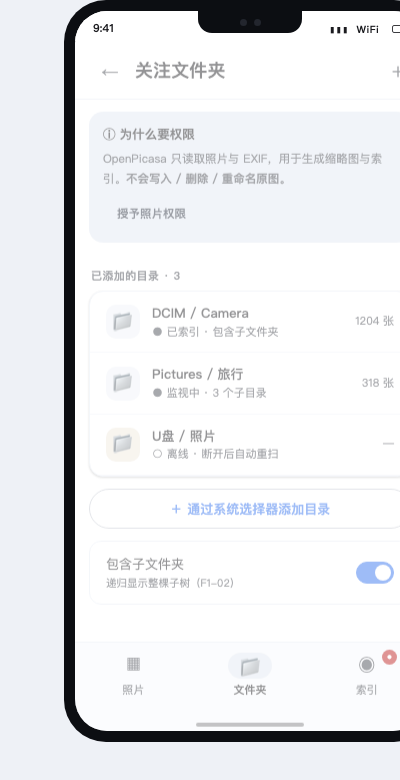 9:41
WiFi
← 关注文件夹 +
ⓘ 为什么要权限
OpenPicasa 只读取照片与 EXIF，用于生成缩略图与索
引。不会写入 / 删除 / 重命名原图。
授予照片权限
已添加的目录 · 3
DCIM / Camera
● 已索引 · 包含子文件夹
1204 张
Pictures / 旅行
● 监视中 · 3 个子目录
318 张
U盘 / 照片
○ 离线 · 断开后自动重扫
—
+ 通过系统选择器添加目录
包含子文件夹
递归显示整棵子树（F1-02）
照片
文件夹
索引